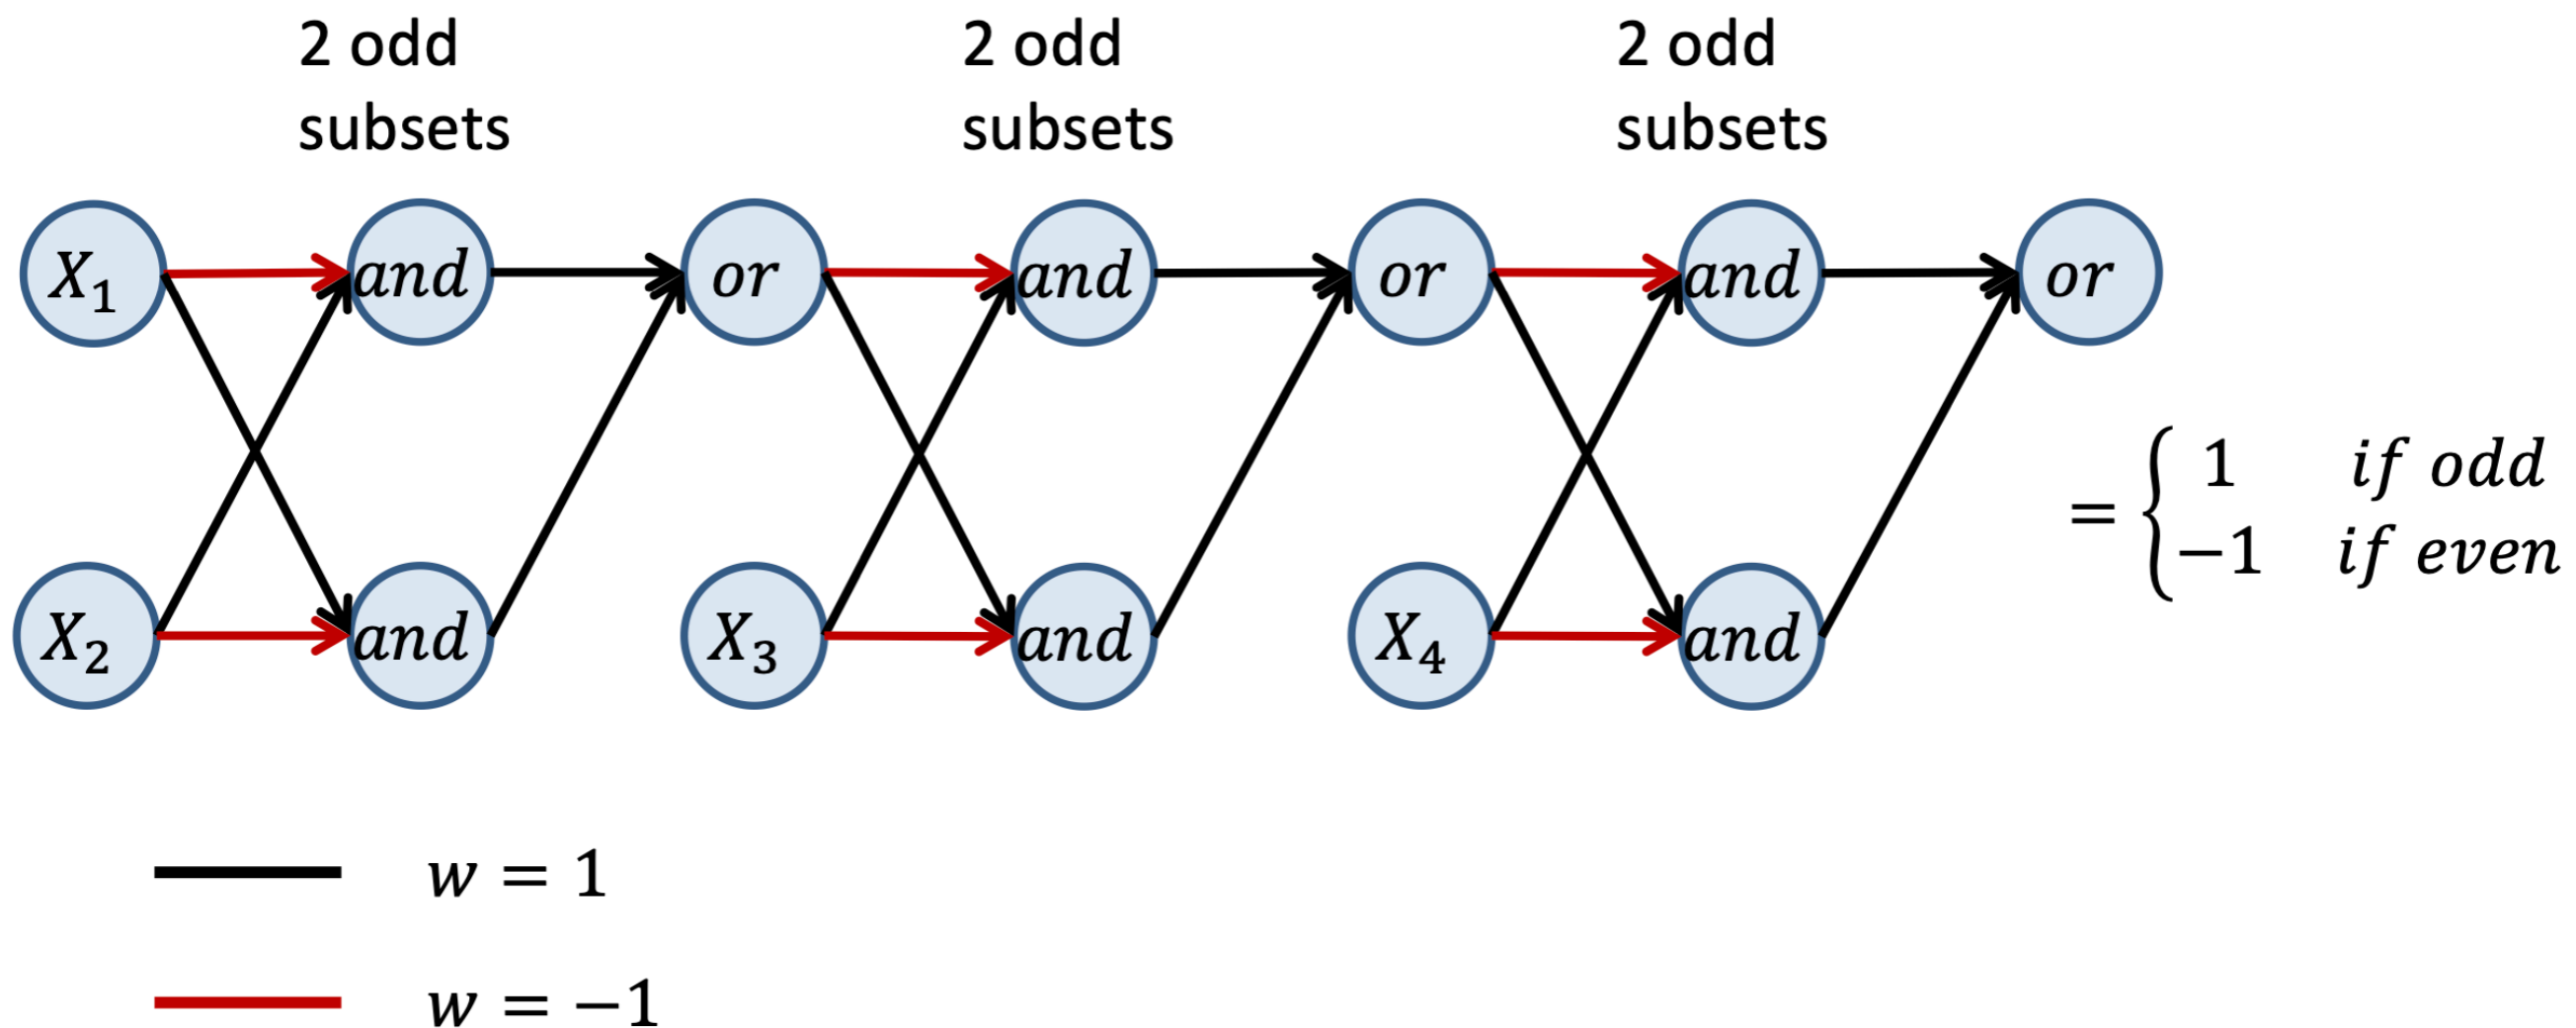 2 odd
subsets
2 odd
subsets
2 odd
subsets
X₁ and or and or and or
= { 1 if odd
−1 if even
X₂ and X₃ and X₄ and
w = 1
w = −1